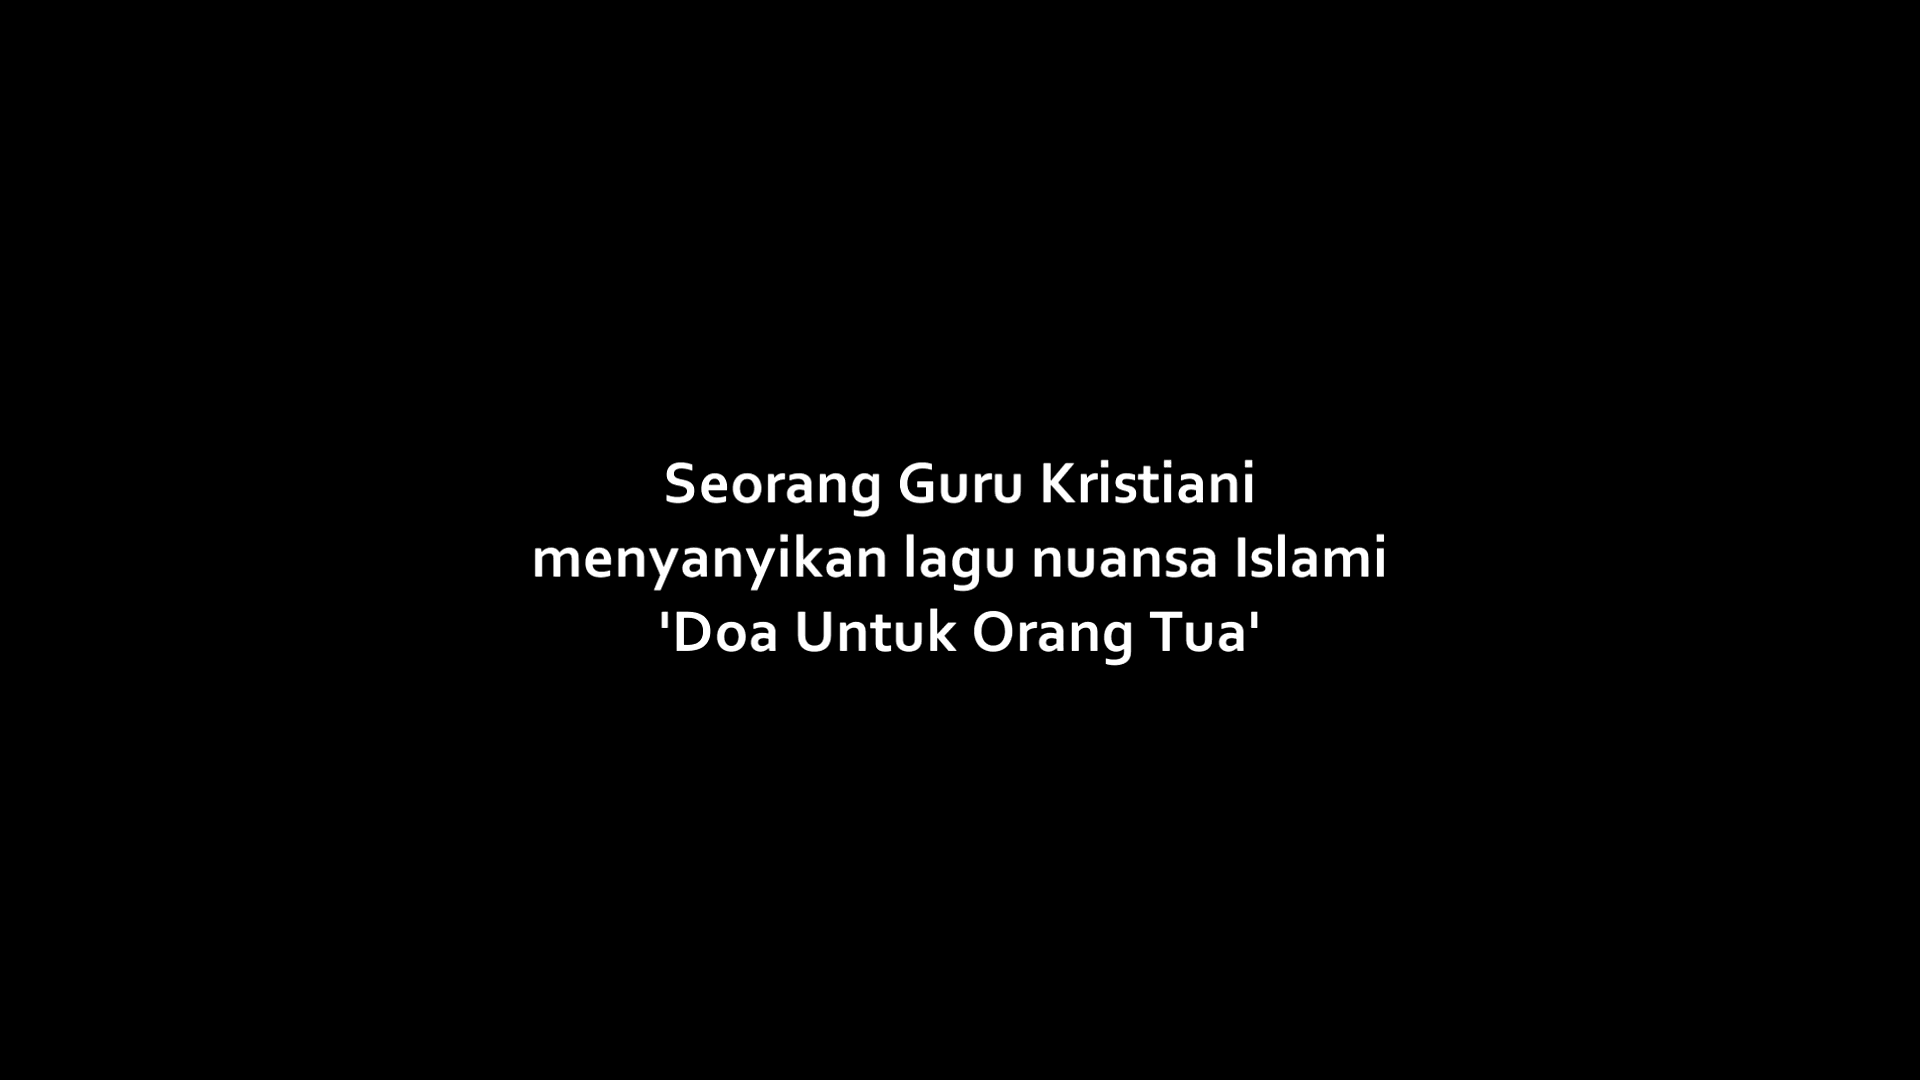 Seorang Guru Kristiani
menyanyikan lagu nuansa Islami
'Doa Untuk Orang Tua'